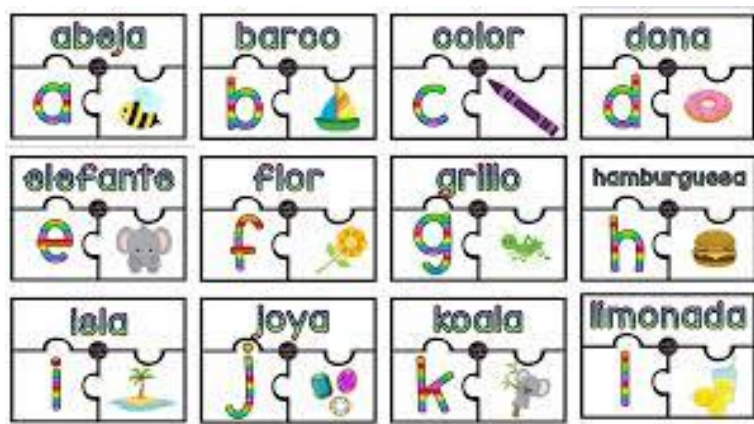 abeja barco color dona
a b c d
elefante flor grillo hamburguesa
e f g h
isla joya koala limonada
i j k l